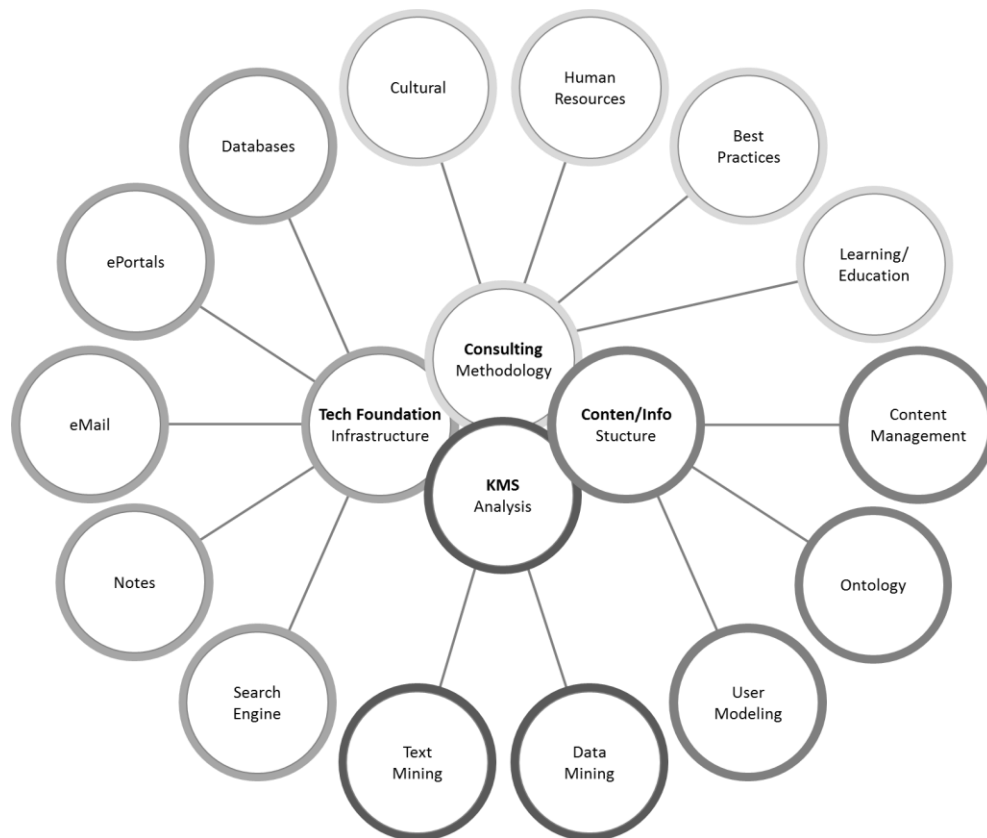 Cultural
Human
Resources
Databases
Best
Practices
ePortals
Learning/
Education
Consulting
Methodology
Tech Foundation
Infrastructure
Conten/Info
Stucture
eMail
Content
Management
KMS
Analysis
Notes
Ontology
Search
Engine
User
Modeling
Text
Mining
Data
Mining